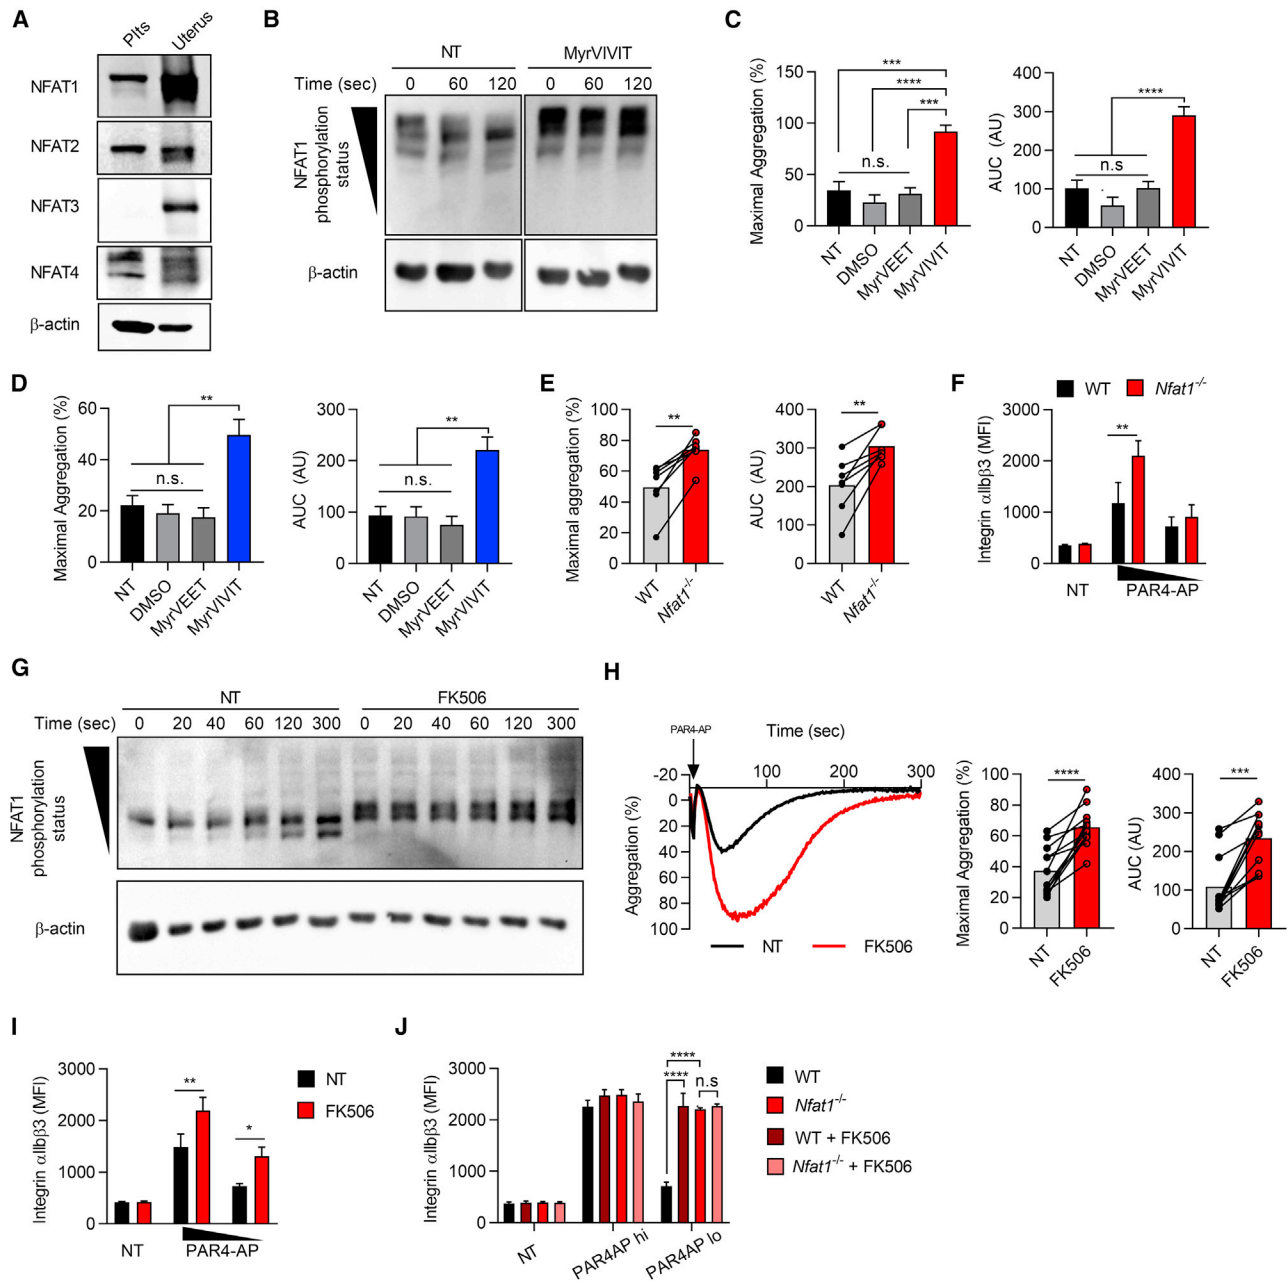 A
Plts
Uterus
NFAT1
NFAT2
NFAT3
NFAT4
β-actin
B
NT
MyrVIVIT
Time (sec) 0 60 120 0 60 120
NFAT1
phosphorylation
status
β-actin
C
Maximal Aggregation (%)
150
100
50
0
***
****
***
n.s.
NT
DMSO
MyrVEET
MyrVIVIT
AUC (AU)
400
300
200
100
0
****
n.s
NT
DMSO
MyrVEET
MyrVIVIT
D
Maximal Aggregation (%)
60
40
20
0
**
n.s.
NT
DMSO
MyrVEET
MyrVIVIT
AUC (AU)
300
200
100
0
**
n.s.
NT
DMSO
MyrVEET
MyrVIVIT
E
Maximal aggregation (%)
100
80
60
40
20
0
**
WT
Nfat1-/-
AUC (AU)
400
300
200
100
0
**
WT
Nfat1-/-
F
WT
Nfat1-/-
Integrin αIIbβ3 (MFI)
3000
2000
1000
0
**
NT
PAR4-AP
G
NT
FK506
Time (sec) 0 20 40 60 120 300 0 20 40 60 120 300
NFAT1
phosphorylation
status
β-actin
H
PAR4-AP
Time (sec)
100 200 300
Aggregation (%)
-20
0
20
40
60
80
100
NT
FK506
Maximal Aggregation (%)
100
80
60
40
20
0
****
NT
FK506
AUC (AU)
400
300
200
100
0
***
NT
FK506
I
Integrin αIIbβ3 (MFI)
3000
2000
1000
0
**
*
NT
PAR4-AP
NT
FK506
J
Integrin αIIbβ3 (MFI)
3000
2000
1000
0
****
****
n.s
NT
PAR4AP hi
PAR4AP lo
WT
Nfat1-/-
WT + FK506
Nfat1-/- + FK506